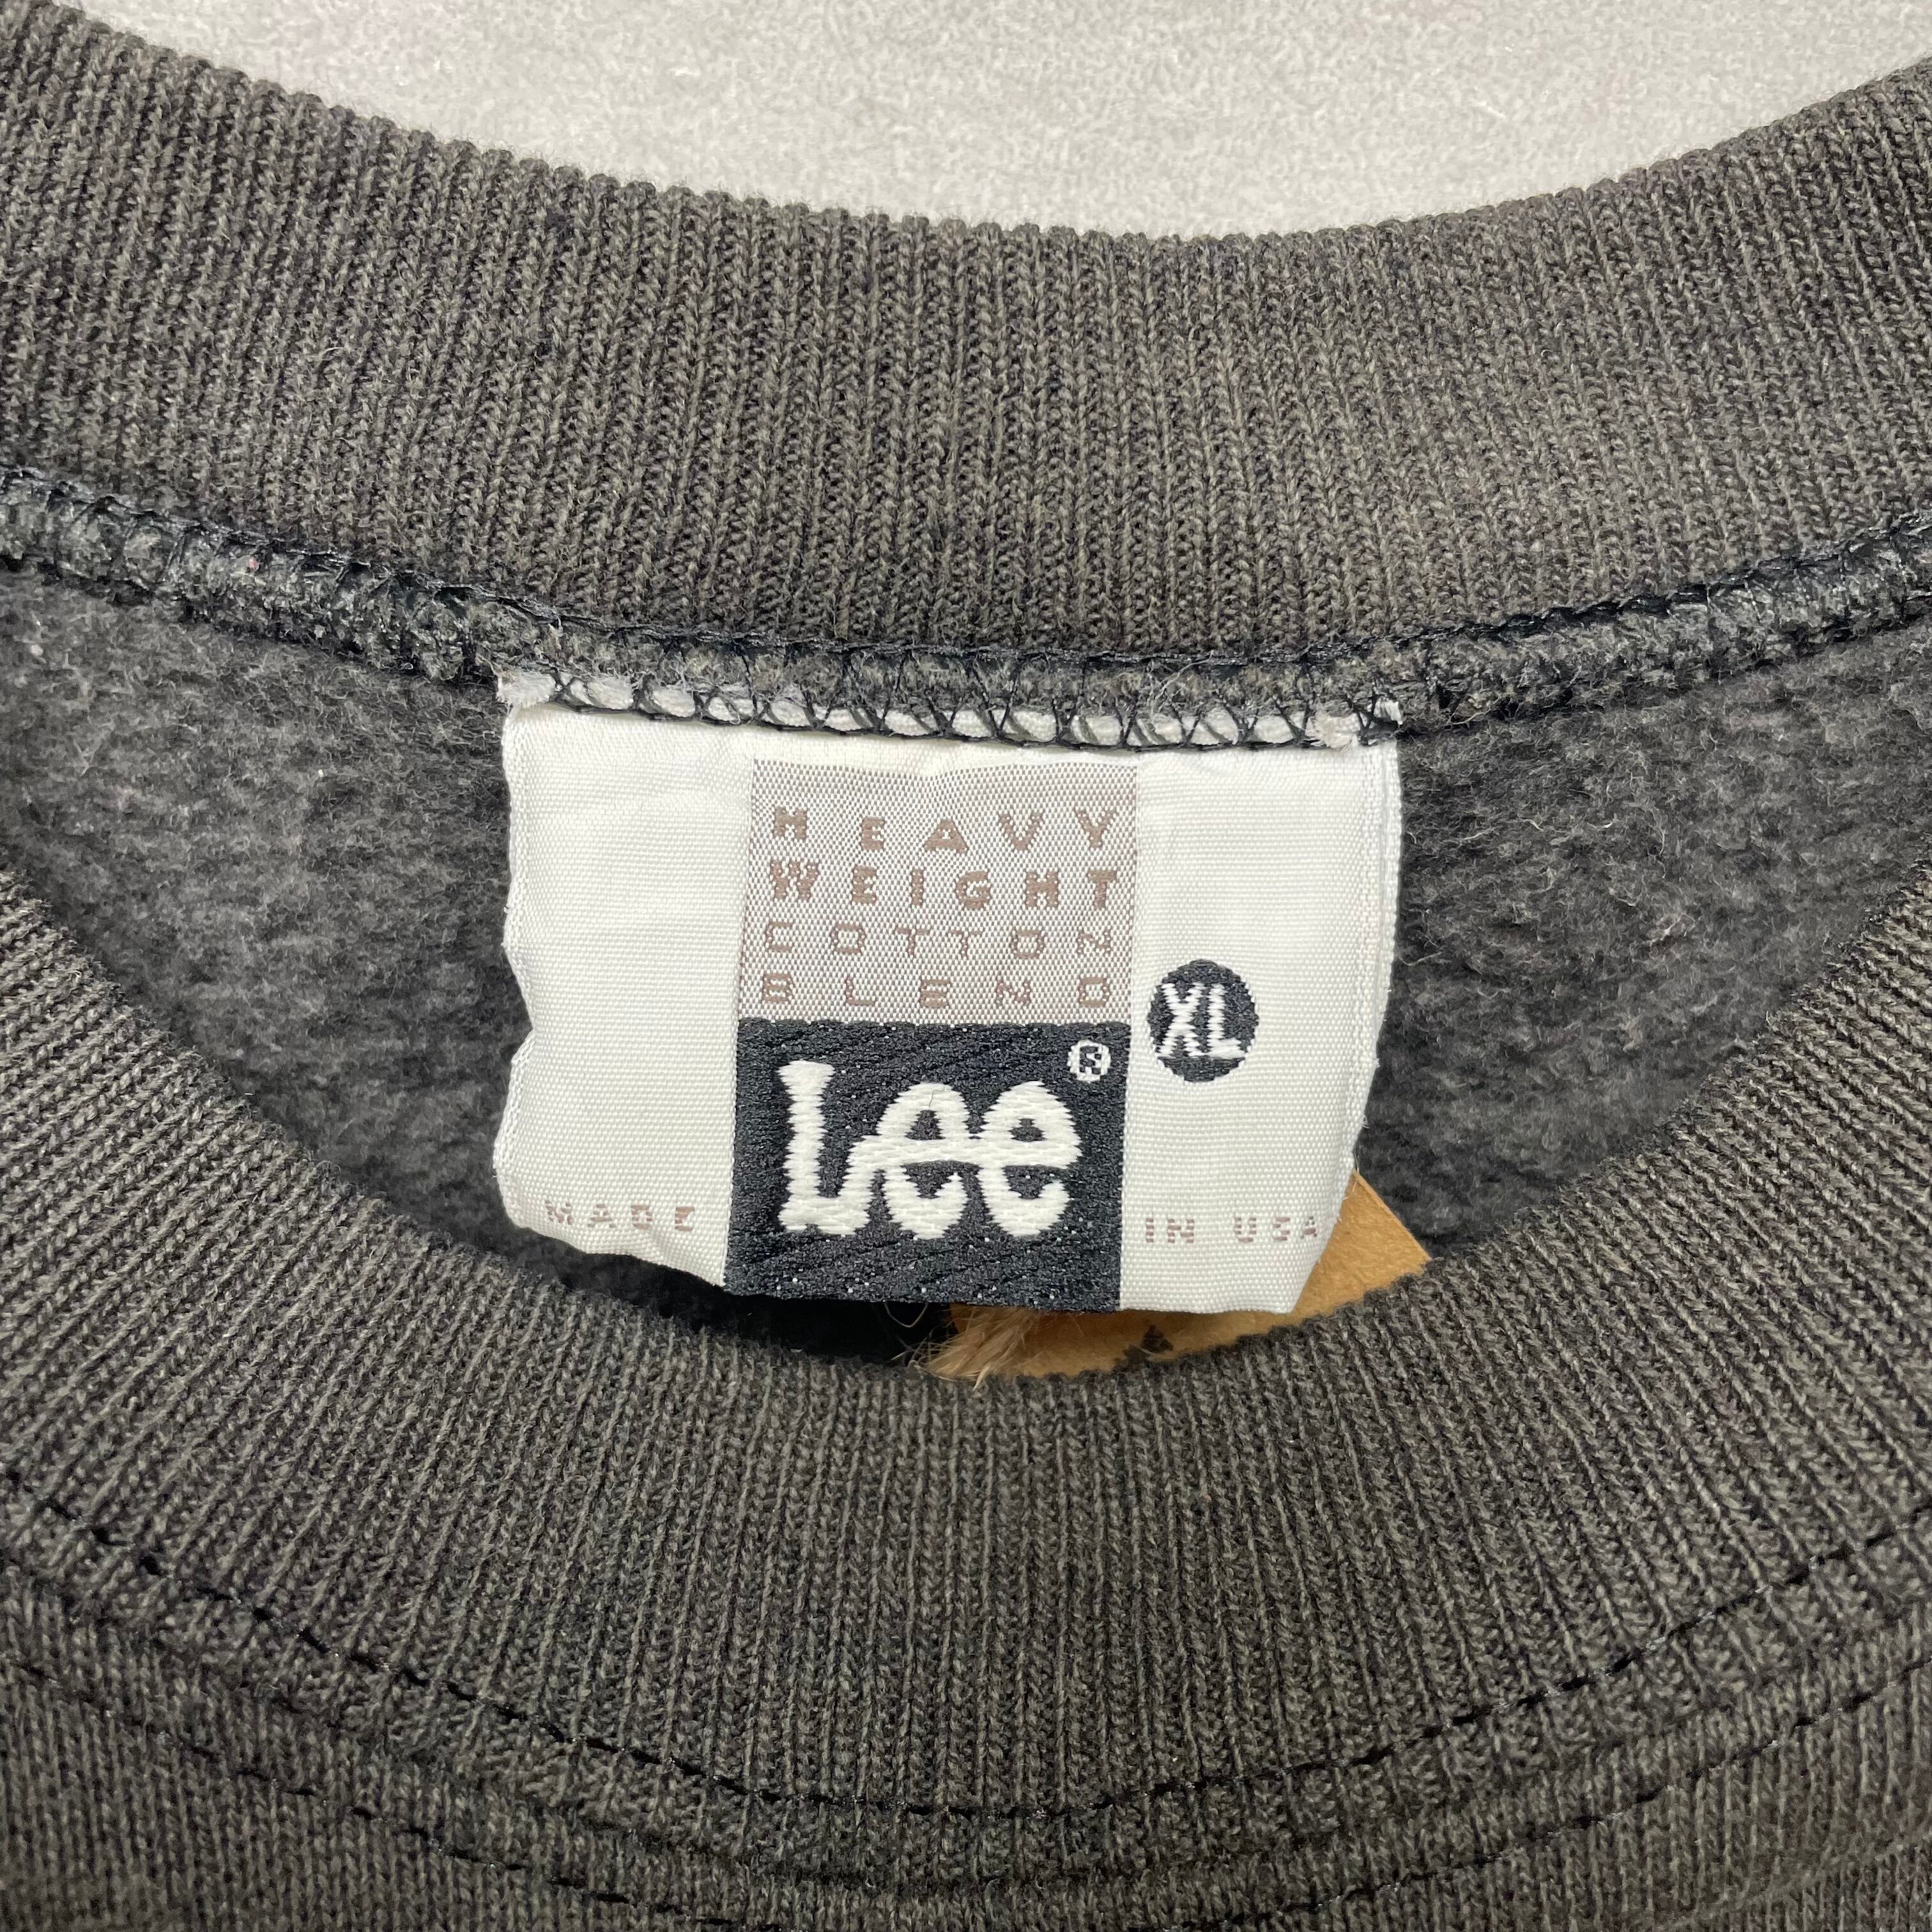 HEAVY
WEIGHT
COTTON
BLEND
XL
Lee®
MADE IN USA